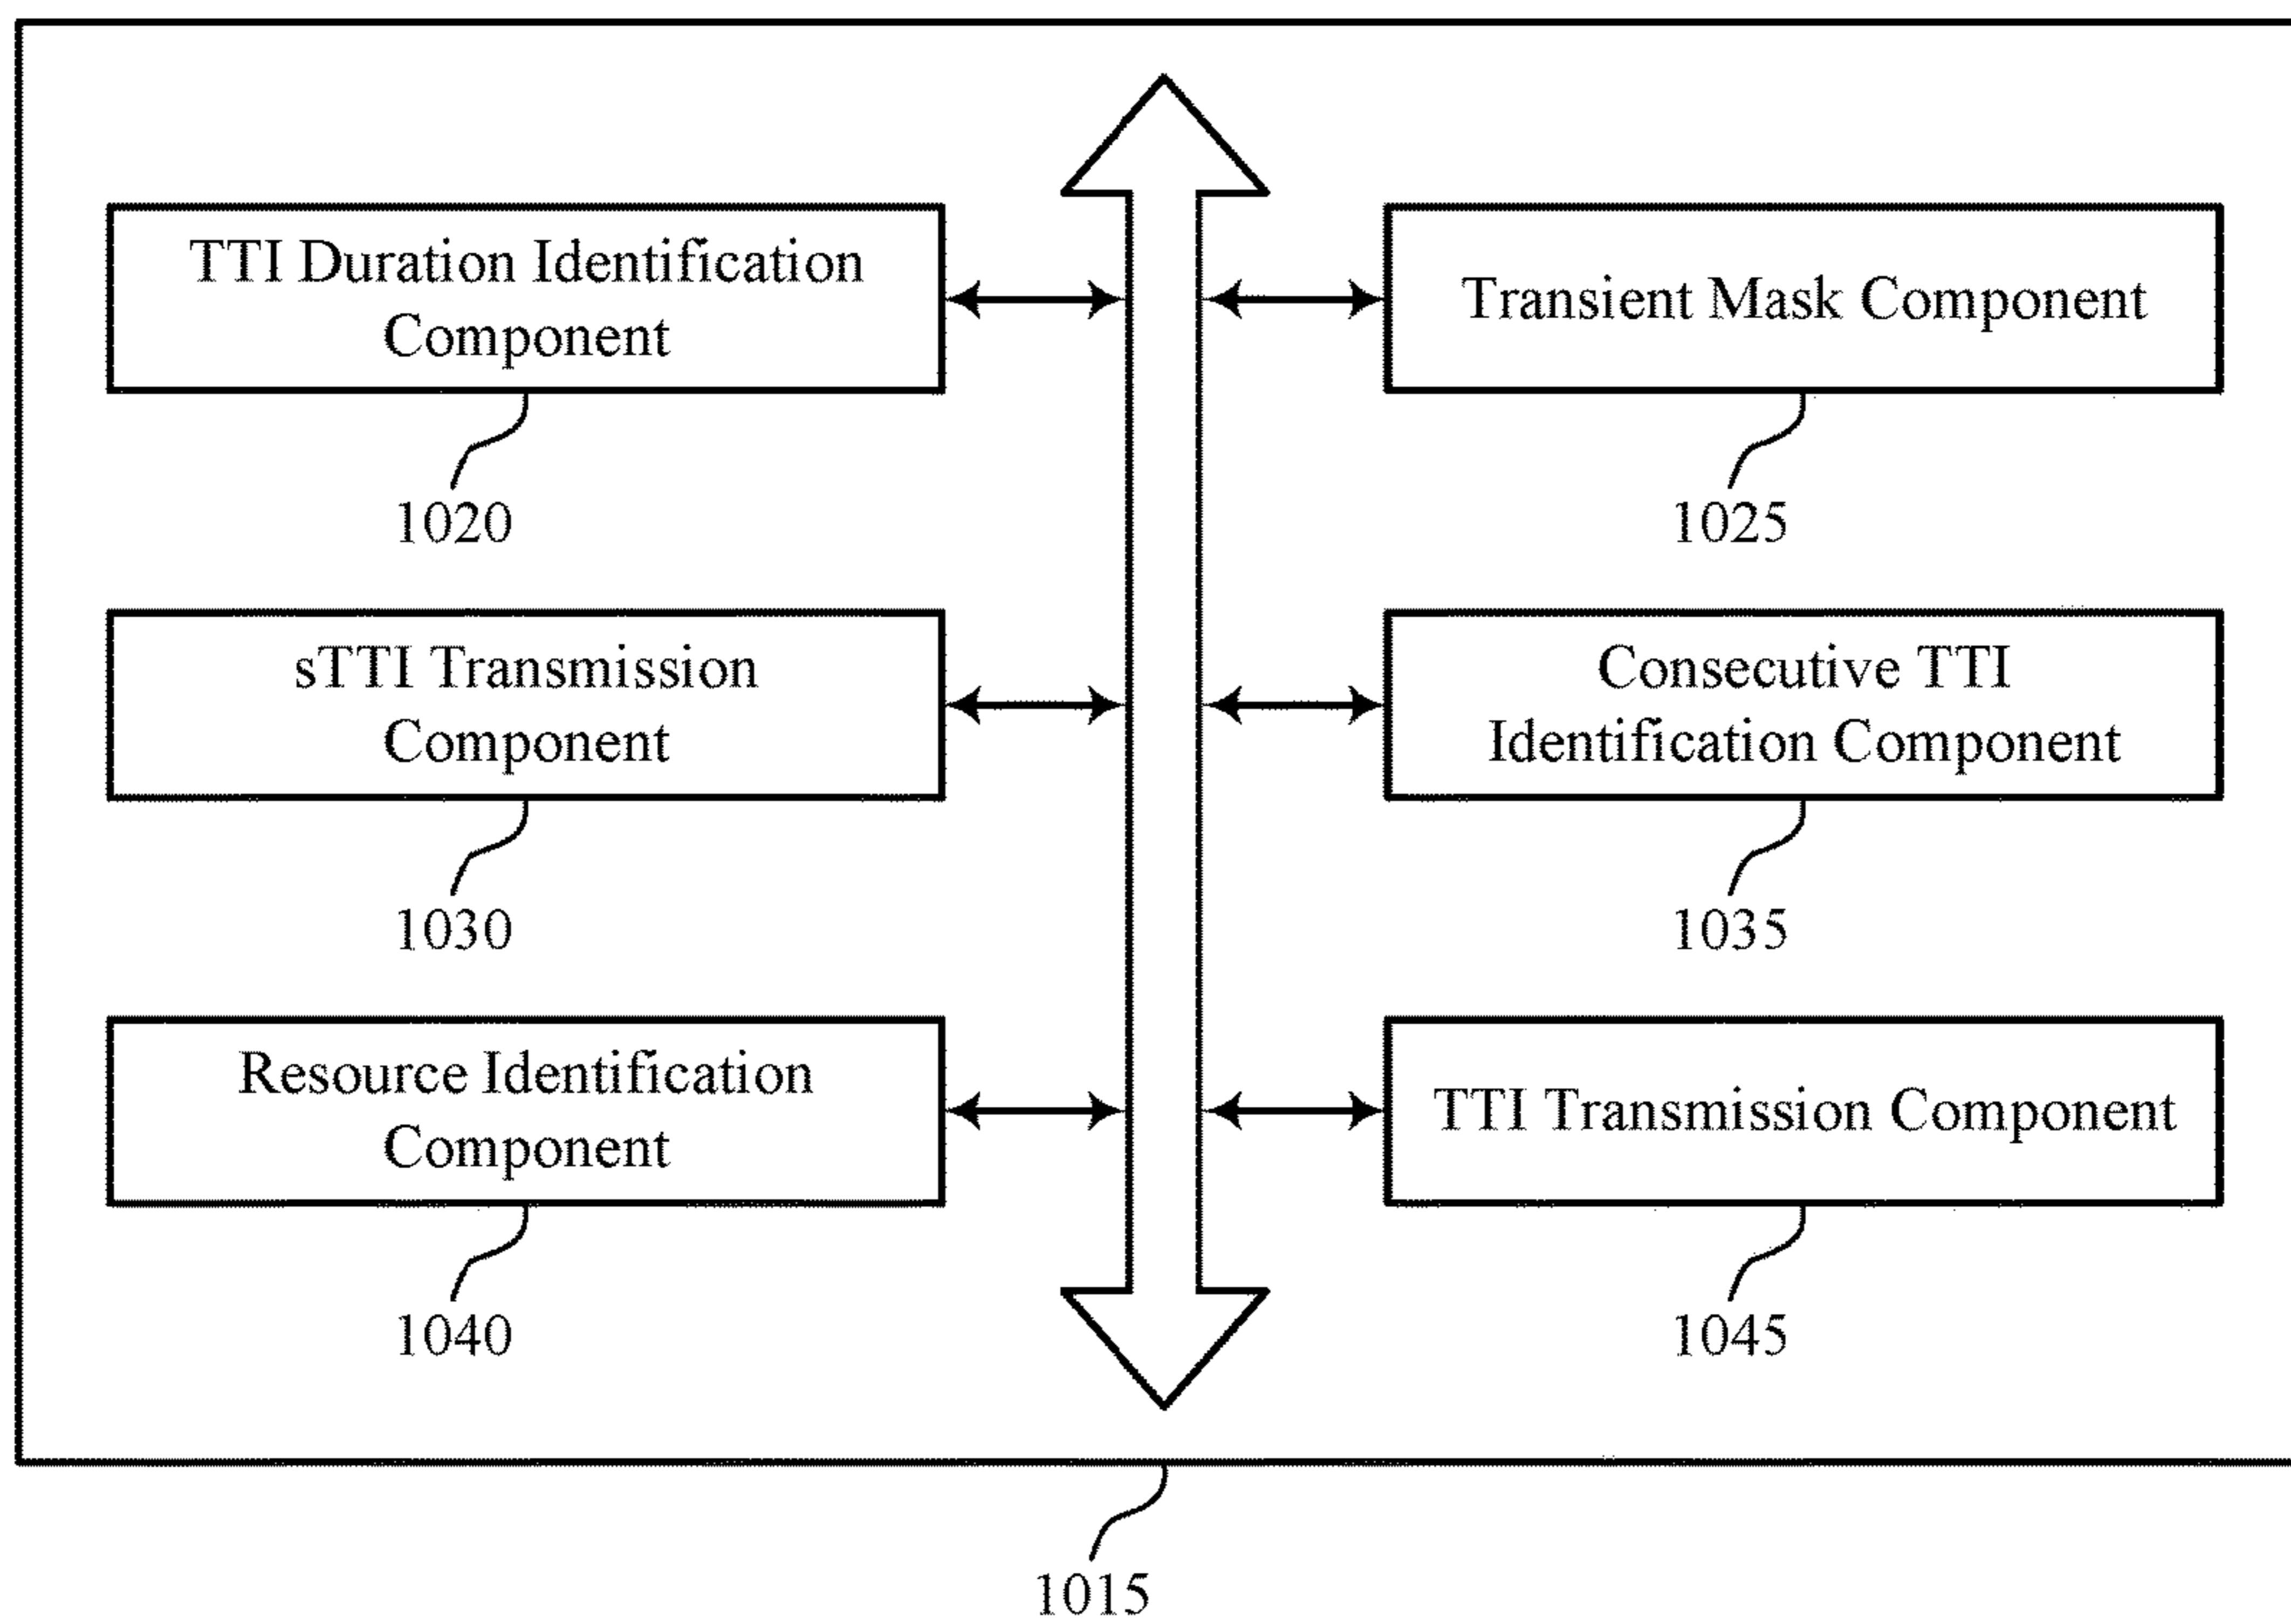 TTI Duration Identification
Component
1020
Transient Mask Component
1025
sTTI Transmission
Component
1030
Consecutive TTI
Identification Component
1035
Resource Identification
Component
1040
TTI Transmission Component
1045
1015